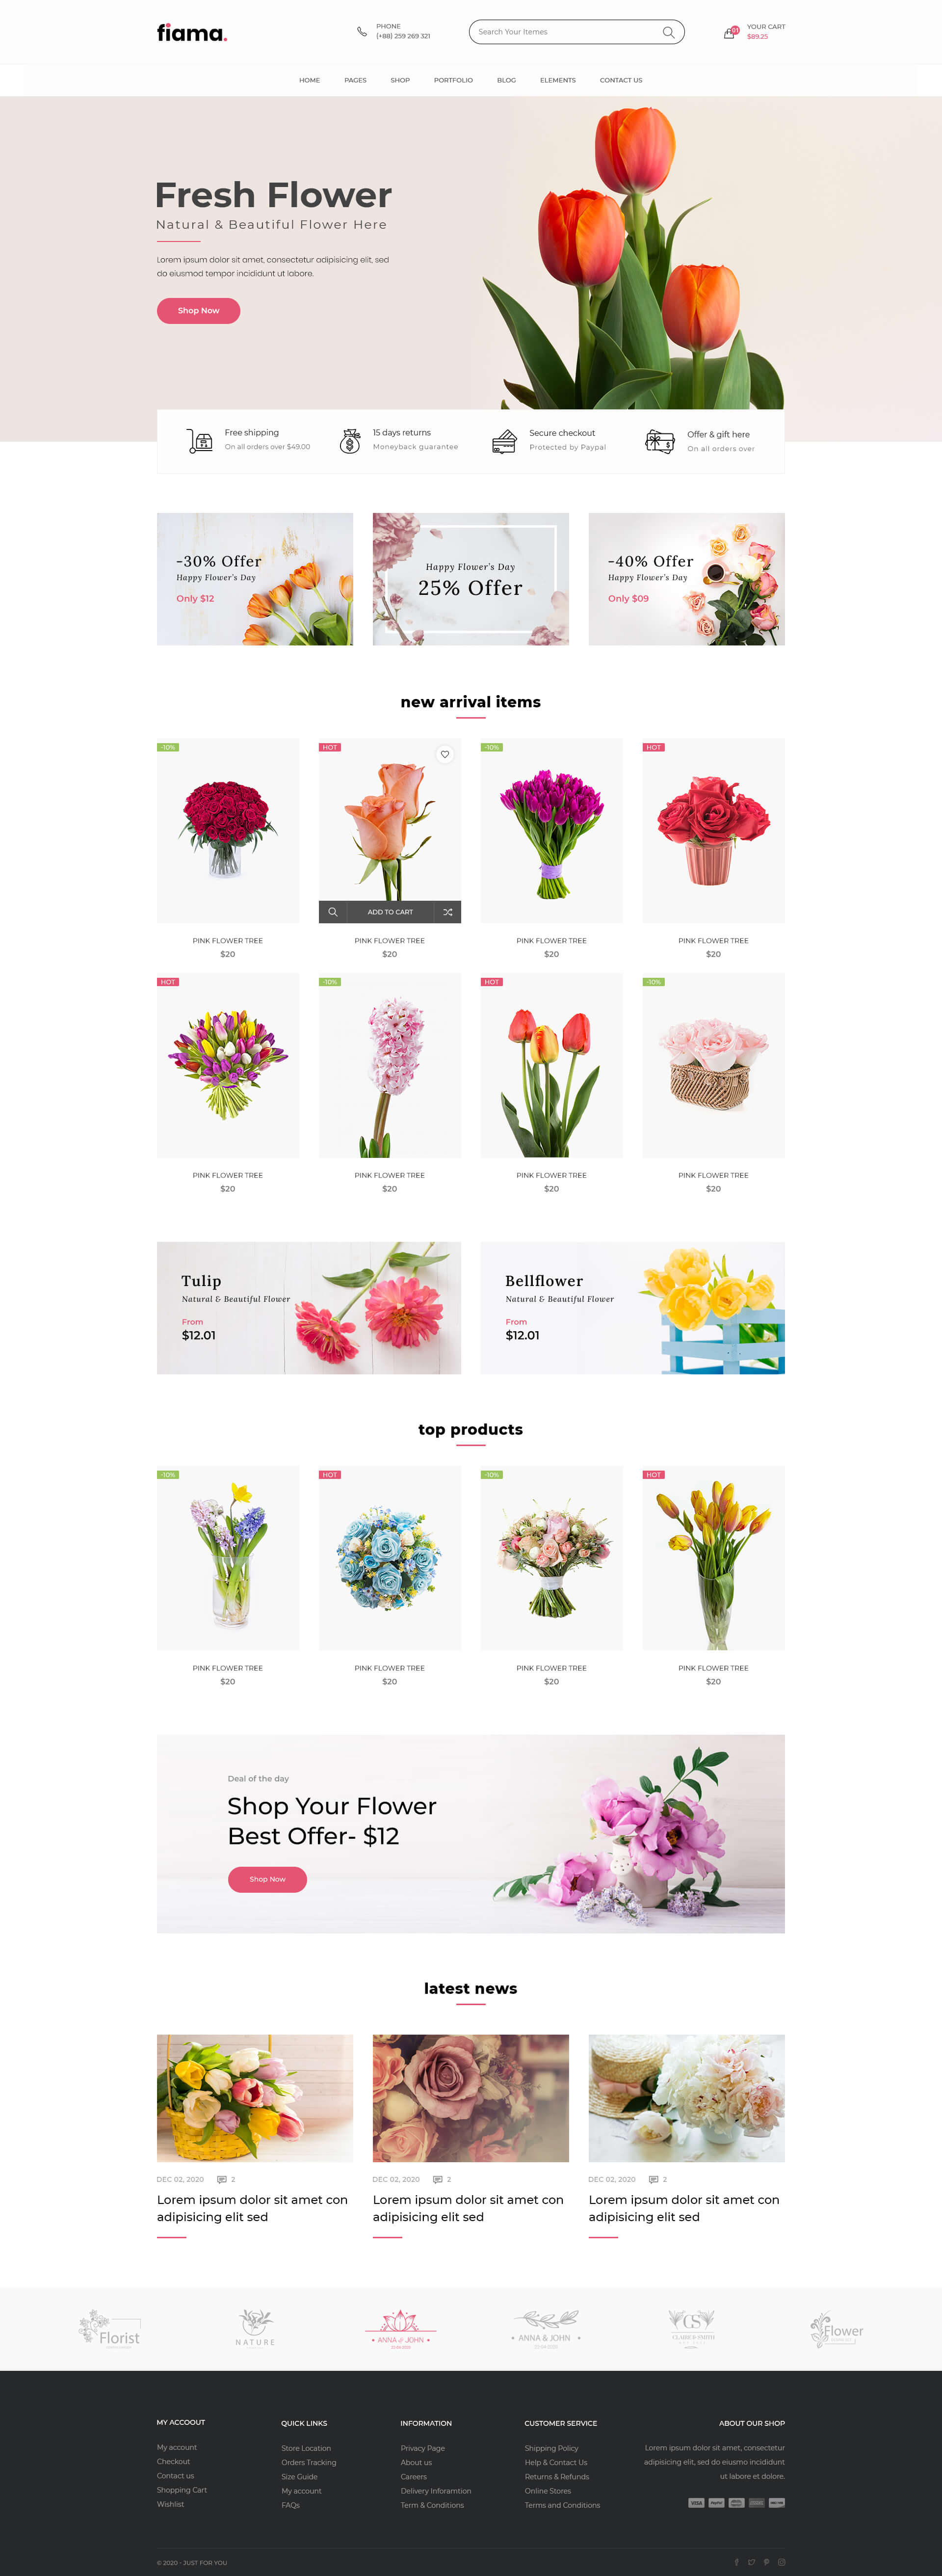 fiama.
PHONE
(+88) 259 269 321
Search Your Itemes
01
YOUR CART
$89.25
HOME PAGES SHOP PORTFOLIO BLOG ELEMENTS CONTACT US
Fresh Flower
Natural & Beautiful Flower Here
Lorem ipsum dolor sit amet, consectetur adipisicing elit, sed
do eiusmod tempor incididunt ut labore.
Shop Now
Free shipping
On all orders over $49.00
15 days returns
Moneyback guarantee
Secure checkout
Protected by Paypal
Offer & gift here
On all orders over
-30% Offer
Happy Flower's Day
Only $12
Happy Flower's Day
25% Offer
-40% Offer
Happy Flower's Day
Only $09
new arrival items
-10% HOT -10% HOT
ADD TO CART
PINK FLOWER TREE PINK FLOWER TREE PINK FLOWER TREE PINK FLOWER TREE
$20 $20 $20 $20
HOT -10% HOT -10%
PINK FLOWER TREE PINK FLOWER TREE PINK FLOWER TREE PINK FLOWER TREE
$20 $20 $20 $20
Tulip
Natural & Beautiful Flower
From
$12.01
Bellflower
Natural & Beautiful Flower
From
$12.01
top products
-10% HOT -10% HOT
PINK FLOWER TREE PINK FLOWER TREE PINK FLOWER TREE PINK FLOWER TREE
$20 $20 $20 $20
Deal of the day
Shop Your Flower
Best Offer- $12
Shop Now
latest news
DEC 02, 2020 2
Lorem ipsum dolor sit amet con
adipisicing elit sed
DEC 02, 2020 2
Lorem ipsum dolor sit amet con
adipisicing elit sed
DEC 02, 2020 2
Lorem ipsum dolor sit amet con
adipisicing elit sed
Florist
NATURE
ANNA & JOHN
ANNA & JOHN
CS
CLAIRE & FIRTH
Flower
MY ACCOOUT
My account
Checkout
Contact us
Shopping Cart
Wishlist
QUICK LINKS
Store Location
Orders Tracking
Size Guide
My account
FAQs
INFORMATION
Privacy Page
About us
Careers
Delivery Inforamtion
Term & Conditions
CUSTOMER SERVICE
Shipping Policy
Help & Contact Us
Returns & Refunds
Online Stores
Terms and Conditions
ABOUT OUR SHOP
Lorem ipsum dolor sit amet, consectetur
adipisicing elit, sed do eiusmo incididunt
ut labore et dolore.
VISA
© 2020 - JUST FOR YOU